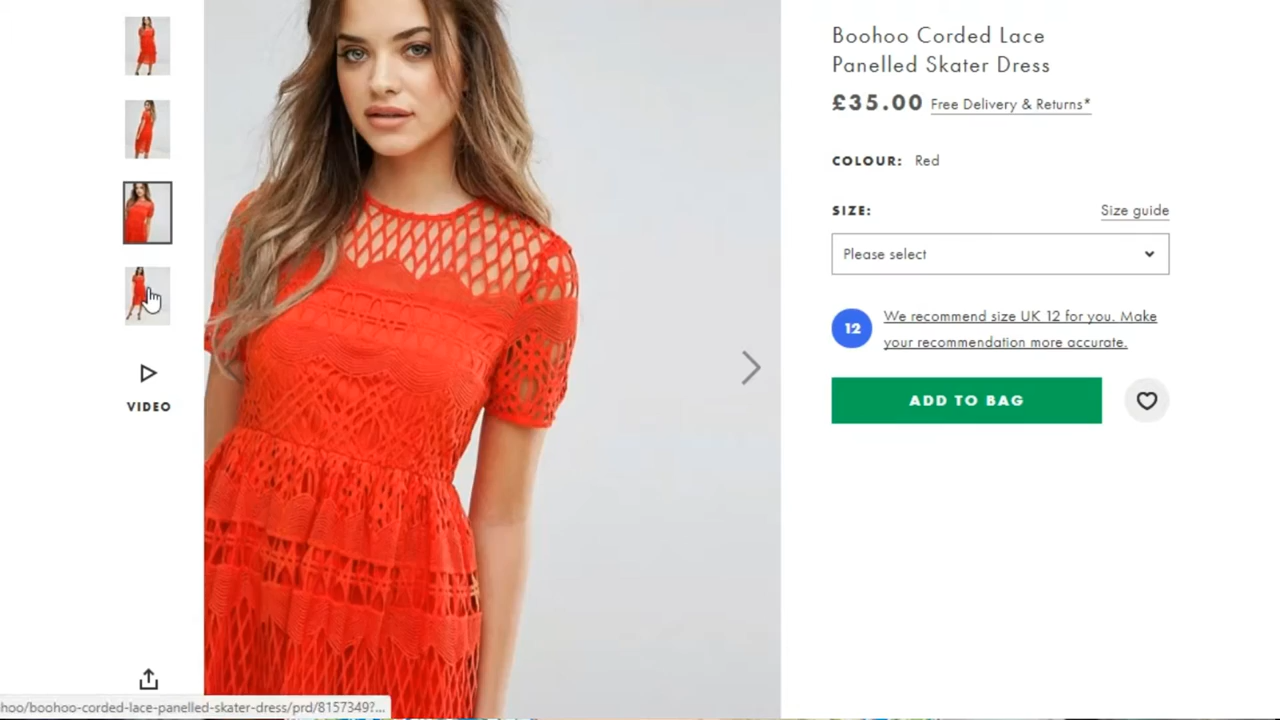 Boohoo Corded Lace
Panelled Skater Dress
£35.00 Free Delivery & Returns*
COLOUR: Red
SIZE: Size guide
Please select
12
We recommend size UK 12 for you. Make
your recommendation more accurate.
ADD TO BAG
VIDEO
hoo/boohoo-corded-lace-panelled-skater-dress/prd/8157349?...